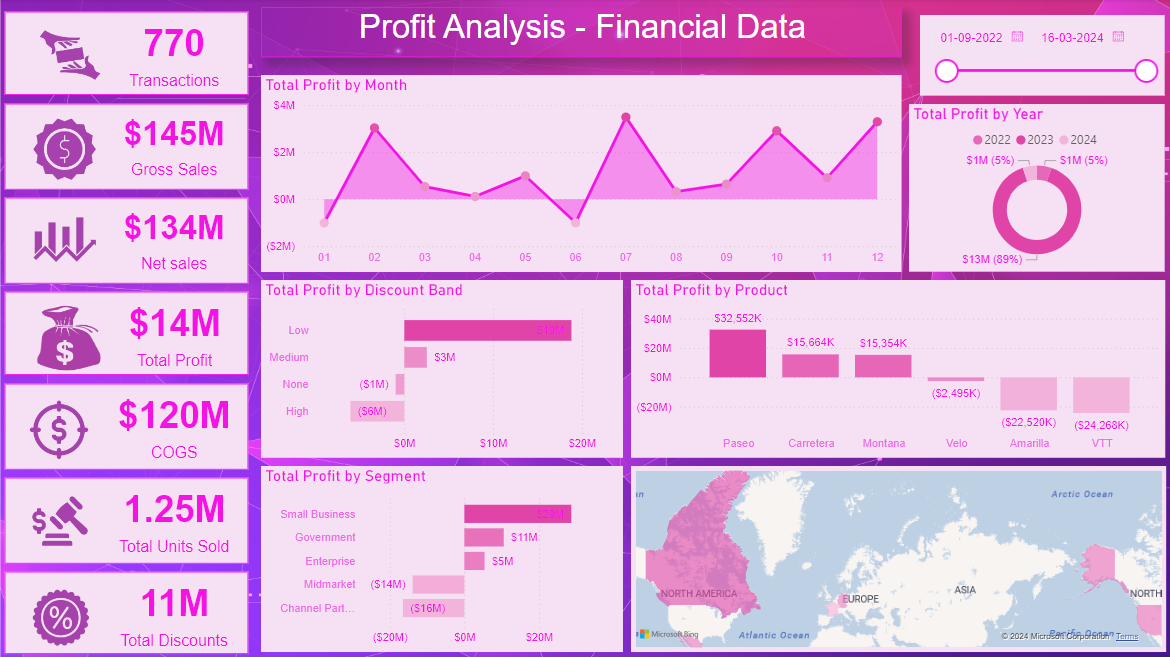 Profit Analysis - Financial Data
770
Transactions
$145M
Gross Sales
$134M
Net sales
$14M
Total Profit
$120M
COGS
1.25M
Total Units Sold
11M
Total Discounts
01-09-2022 16-03-2024
Total Profit by Month
$4M
$2M
$0M
($2M)
01 02 03 04 05 06 07 08 09 10 11 12
Total Profit by Year
2022 2023 2024
$1M (5%) $1M (5%)
$13M (89%)
Total Profit by Discount Band
Low
Medium $3M
None ($1M)
High ($6M)
$0M $10M $20M
Total Profit by Product
$40M
$20M
$0M
($20M)
$32,552K
$15,664K
$15,354K
($2,495K)
($22,520K)
($24,268K)
Paseo Carretera Montana Velo Amarilla VTT
Total Profit by Segment
Small Business
Government $11M
Enterprise $5M
Midmarket ($14M)
Channel Part... ($16M)
($20M) $0M $20M
Arctic Ocean
NORTH AMERICA
EUROPE
ASIA
NORTH
Atlantic Ocean
Pacific Ocean
Microsoft Bing
© 2024 Microsoft Corporation Terms